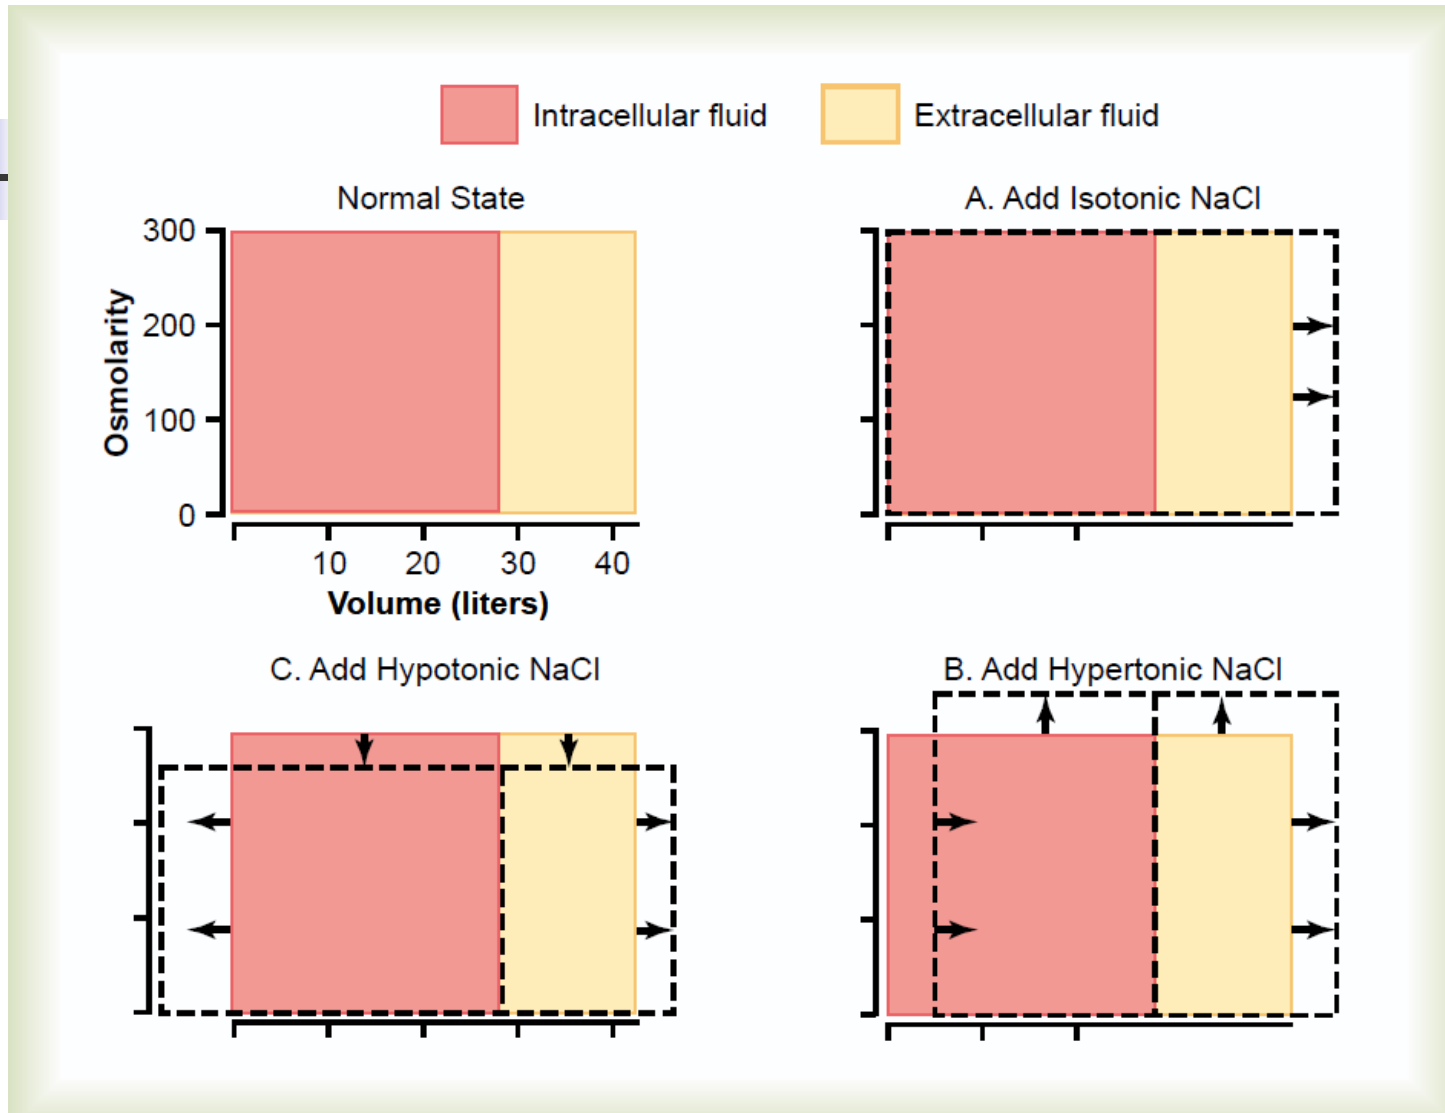 Intracellular fluid
Extracellular fluid
Normal State
300
200
100
0
Osmolarity
10 20 30 40
Volume (liters)
A. Add Isotonic NaCl
C. Add Hypotonic NaCl
B. Add Hypertonic NaCl